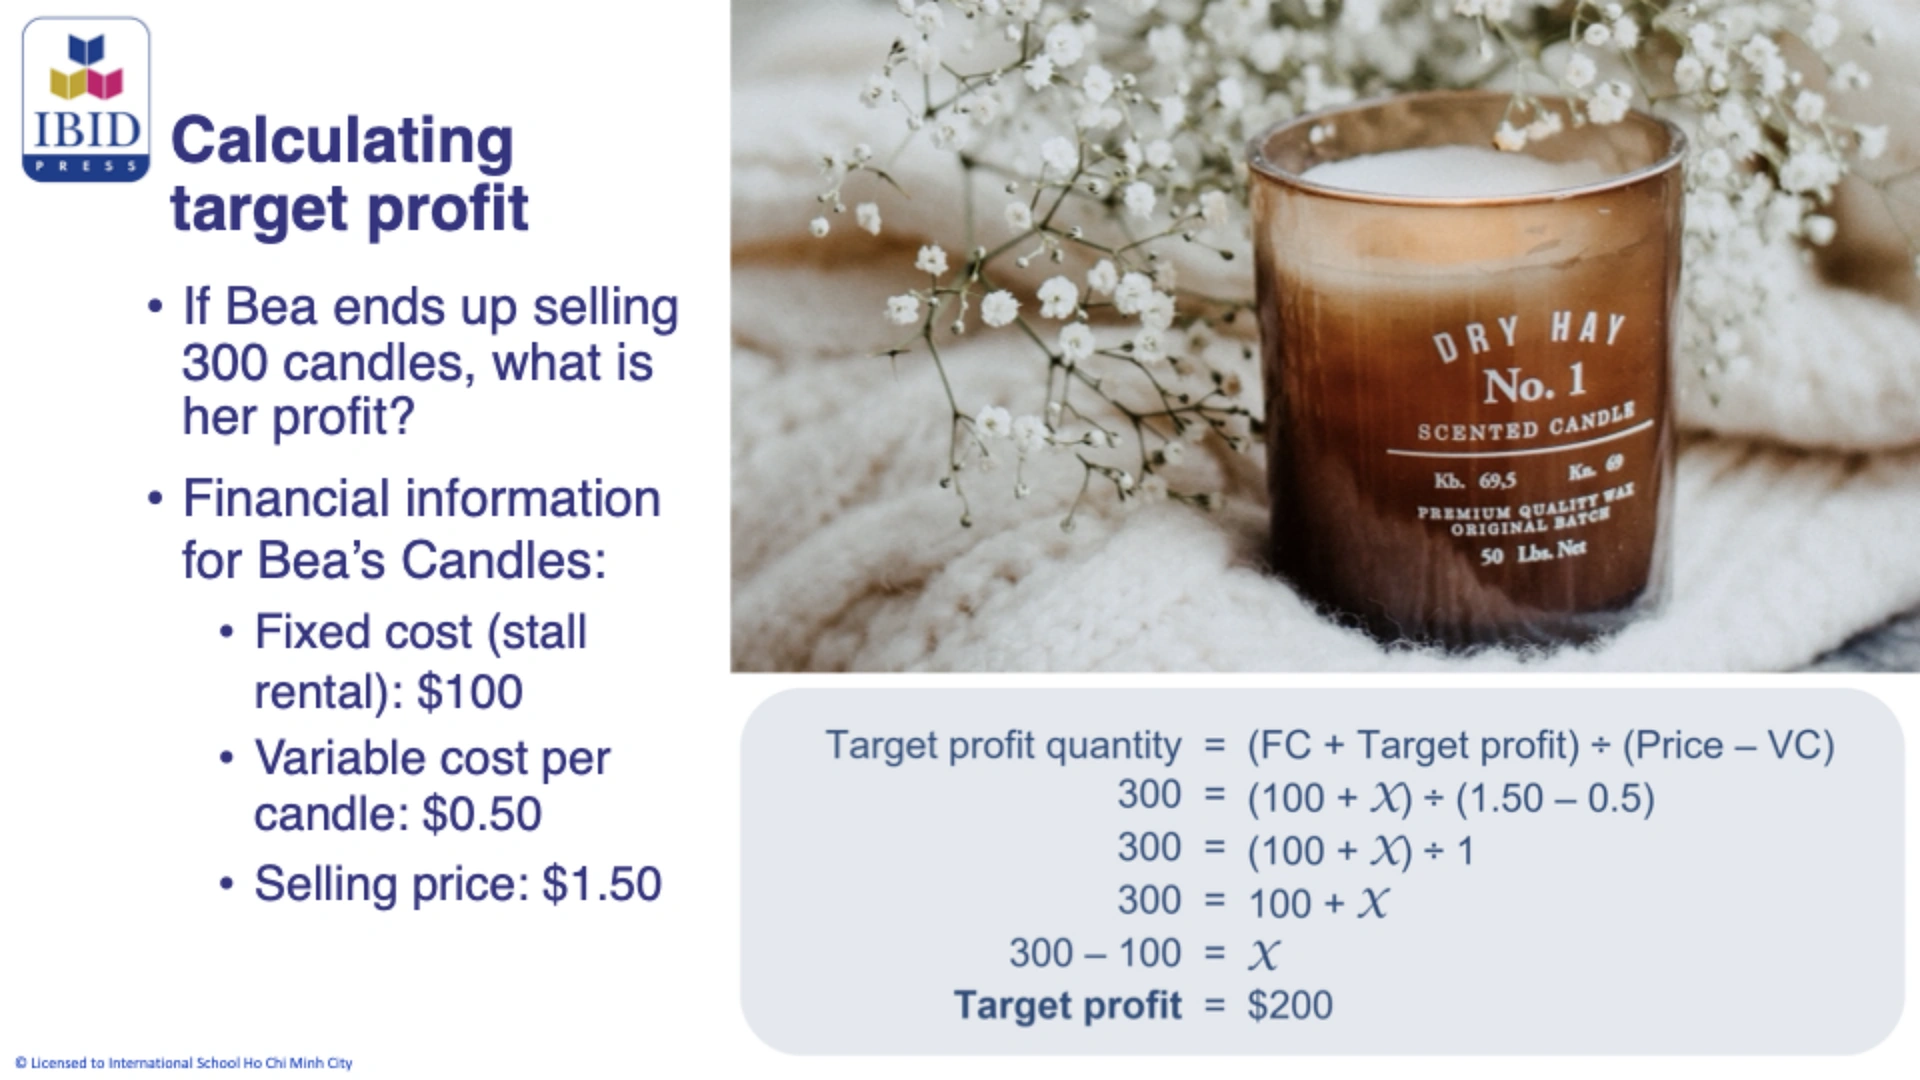 IBID
PRESS
Calculating
target profit
• If Bea ends up selling
300 candles, what is
her profit?
• Financial information
for Bea’s Candles:
• Fixed cost (stall
rental): $100
• Variable cost per
candle: $0.50
• Selling price: $1.50
DRY HAY
No. 1
SCENTED CANDLE
Kb. 69,5 Kn. 69
PREMIUM QUALITY WAX
ORIGINAL BATCH
50 Lbs. Net
Target profit quantity = (FC + Target profit) ÷ (Price – VC)
300 = (100 + X) ÷ (1.50 – 0.5)
300 = (100 + X) ÷ 1
300 = 100 + X
300 – 100 = X
Target profit = $200
© Licensed to International School Ho Chi Minh City